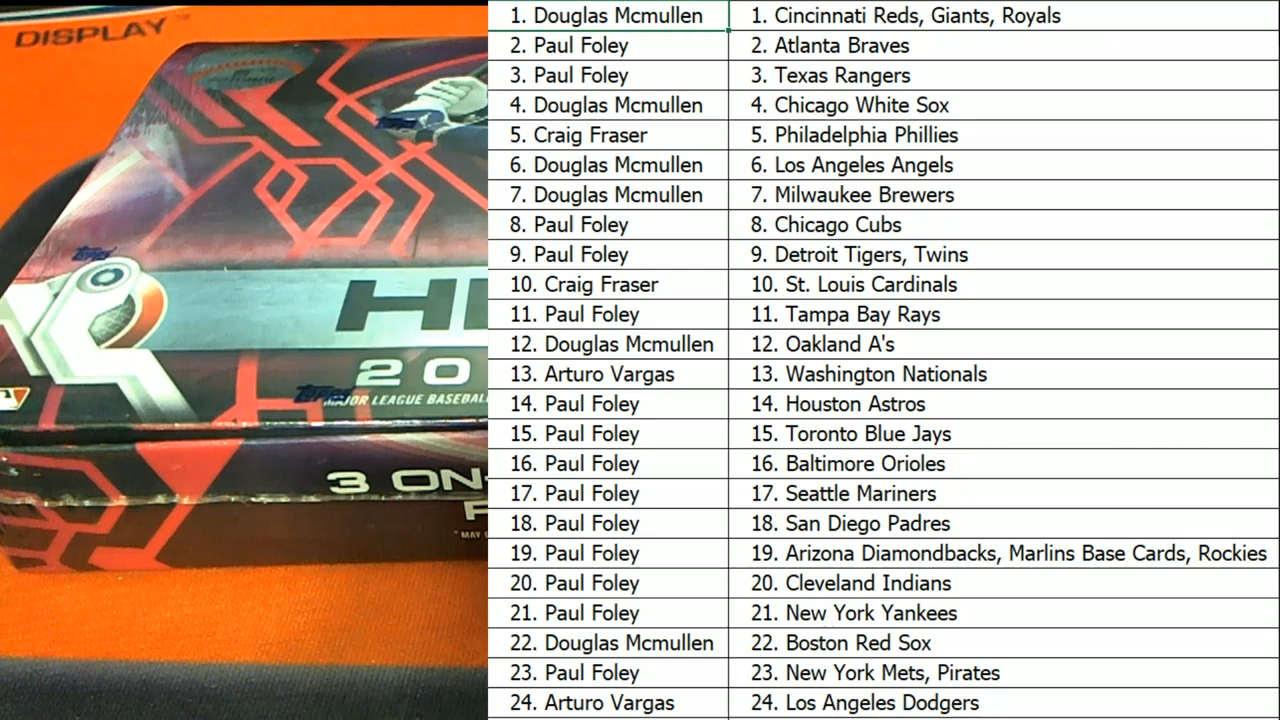 DISPLAY
Topps
Topps
H
20
Topps
MAJOR LEAGUE BASEBALL
3 ON-
1. Douglas Mcmullen 1. Cincinnati Reds, Giants, Royals
2. Paul Foley 2. Atlanta Braves
3. Paul Foley 3. Texas Rangers
4. Douglas Mcmullen 4. Chicago White Sox
5. Craig Fraser 5. Philadelphia Phillies
6. Douglas Mcmullen 6. Los Angeles Angels
7. Douglas Mcmullen 7. Milwaukee Brewers
8. Paul Foley 8. Chicago Cubs
9. Paul Foley 9. Detroit Tigers, Twins
10. Craig Fraser 10. St. Louis Cardinals
11. Paul Foley 11. Tampa Bay Rays
12. Douglas Mcmullen 12. Oakland A's
13. Arturo Vargas 13. Washington Nationals
14. Paul Foley 14. Houston Astros
15. Paul Foley 15. Toronto Blue Jays
16. Paul Foley 16. Baltimore Orioles
17. Paul Foley 17. Seattle Mariners
18. Paul Foley 18. San Diego Padres
19. Paul Foley 19. Arizona Diamondbacks, Marlins Base Cards, Rockies
20. Paul Foley 20. Cleveland Indians
21. Paul Foley 21. New York Yankees
22. Douglas Mcmullen 22. Boston Red Sox
23. Paul Foley 23. New York Mets, Pirates
24. Arturo Vargas 24. Los Angeles Dodgers